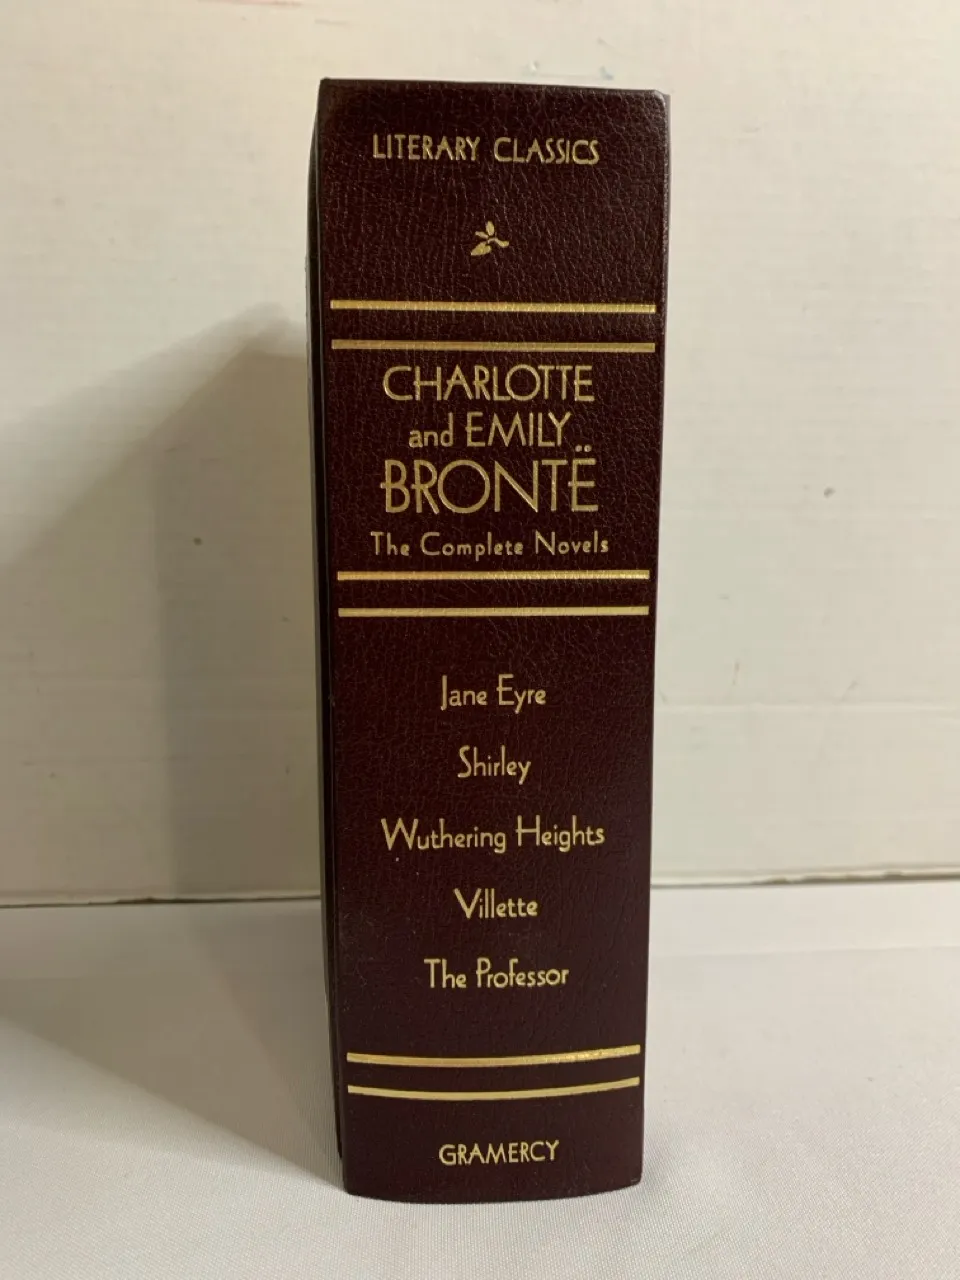 LITERARY CLASSICS
CHARLOTTE
and EMILY
BRONTË
The Complete Novels
Jane Eyre
Shirley
Wuthering Heights
Villette
The Professor
GRAMERCY